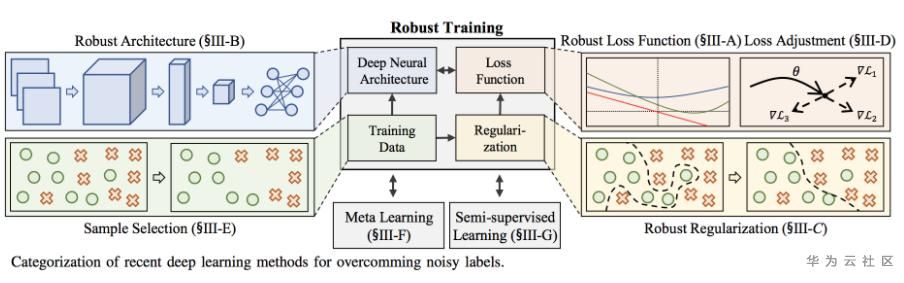 Robust Training
Robust Architecture (§III-B)
Robust Loss Function (§III-A) Loss Adjustment (§III-D)
Deep Neural
Architecture
Loss
Function
Training
Data
Regulari-
zation
θ
∇ℒ₁
∇ℒ₃
∇ℒ₂
Sample Selection (§III-E)
Meta Learning
(§III-F)
Semi-supervised
Learning (§III-G)
Robust Regularization (§III-C)
Categorization of recent deep learning methods for overcomming noisy labels.
华为云社区